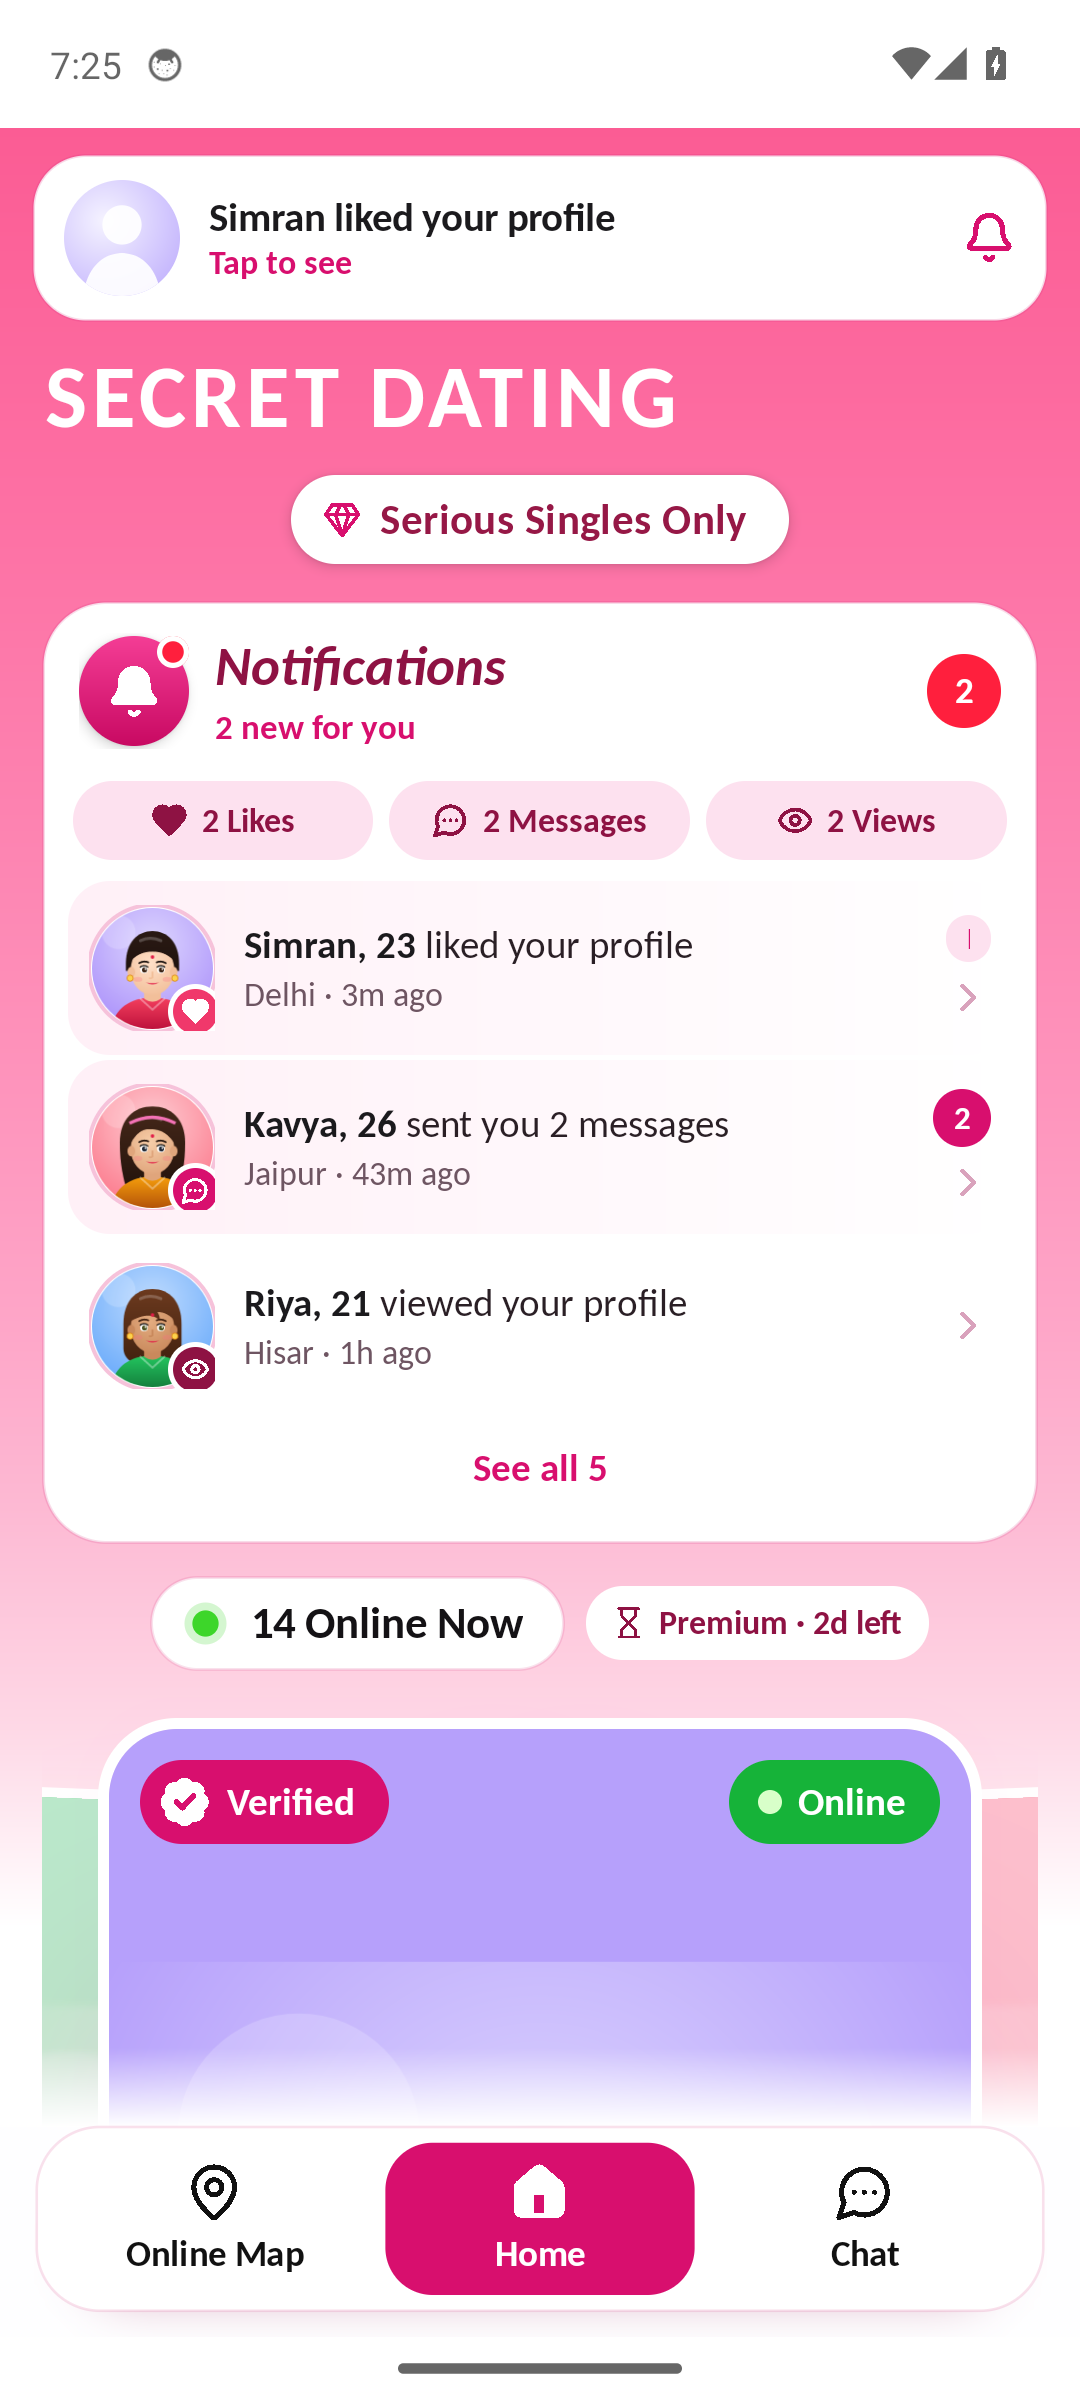 7:25
Simran liked your profile
Tap to see
SECRET DATING
Serious Singles Only
Notifications
2 new for you
2
2 Likes
2 Messages
2 Views
Simran, 23 liked your profile
Delhi · 3m ago
Kavya, 26 sent you 2 messages
Jaipur · 43m ago
2
Riya, 21 viewed your profile
Hisar · 1h ago
See all 5
14 Online Now
Premium · 2d left
Verified
Online
Online Map
Home
Chat